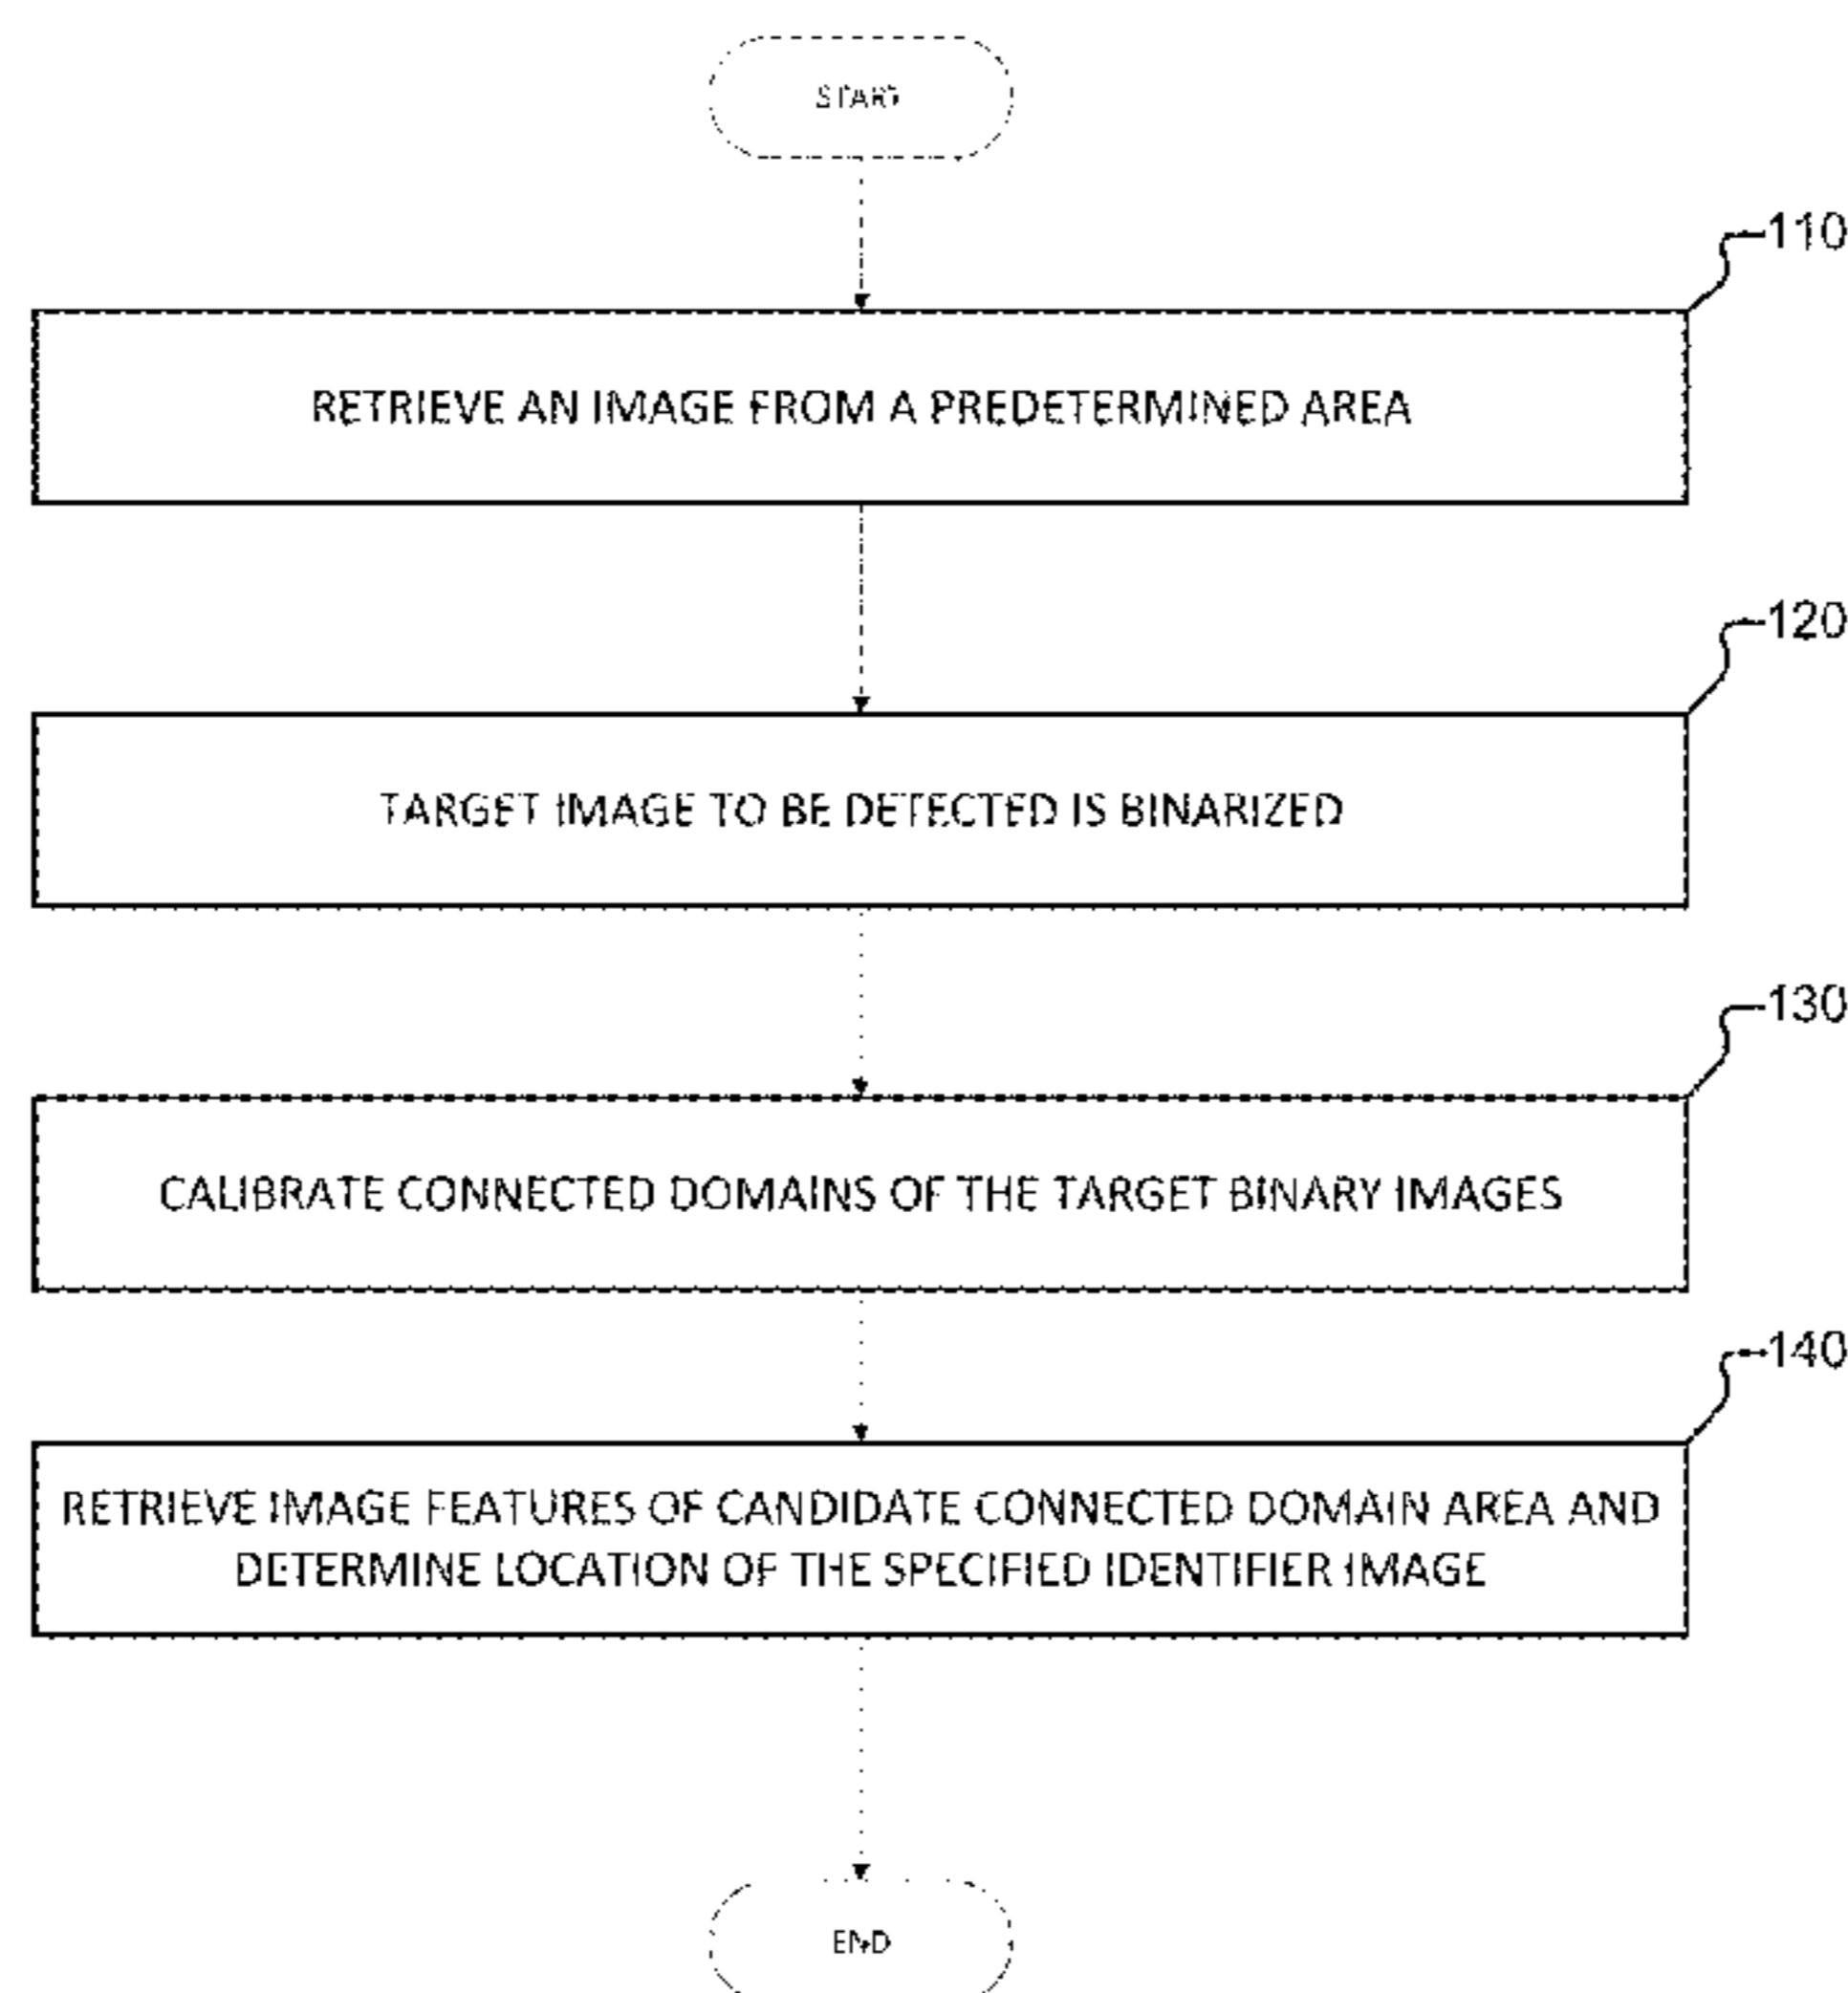 START
110
RETRIEVE AN IMAGE FROM A PREDETERMINED AREA
120
TARGET IMAGE TO BE DETECTED IS BINARIZED
130
CALIBRATE CONNECTED DOMAINS OF THE TARGET BINARY IMAGES
140
RETRIEVE IMAGE FEATURES OF CANDIDATE CONNECTED DOMAIN AREA AND
DETERMINE LOCATION OF THE SPECIFIED IDENTIFIER IMAGE
END